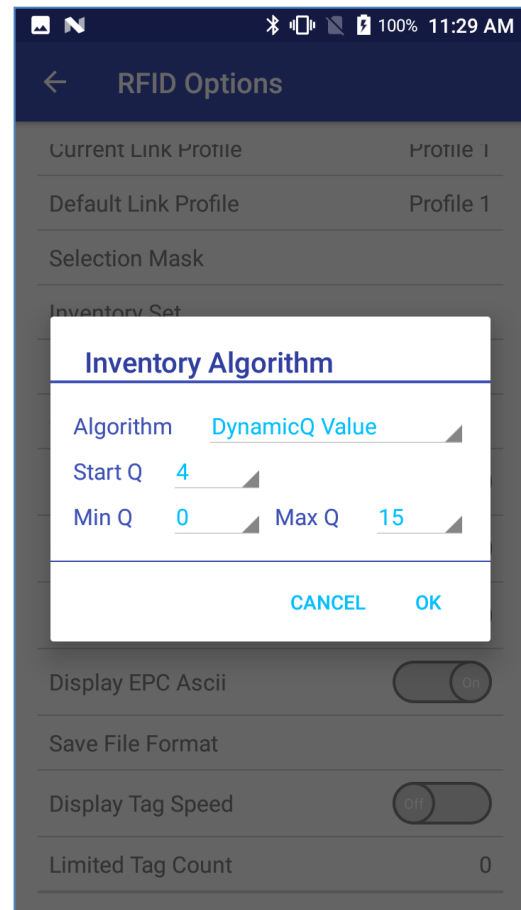 100% 11:29 AM
RFID Options
Current Link Profile Profile 1
Default Link Profile Profile 1
Selection Mask
Inventory Set
Inventory Algorithm
Algorithm DynamicQ Value
Start Q 4
Min Q 0 Max Q 15
CANCEL OK
Display EPC Ascii On
Save File Format
Display Tag Speed Off
Limited Tag Count 0